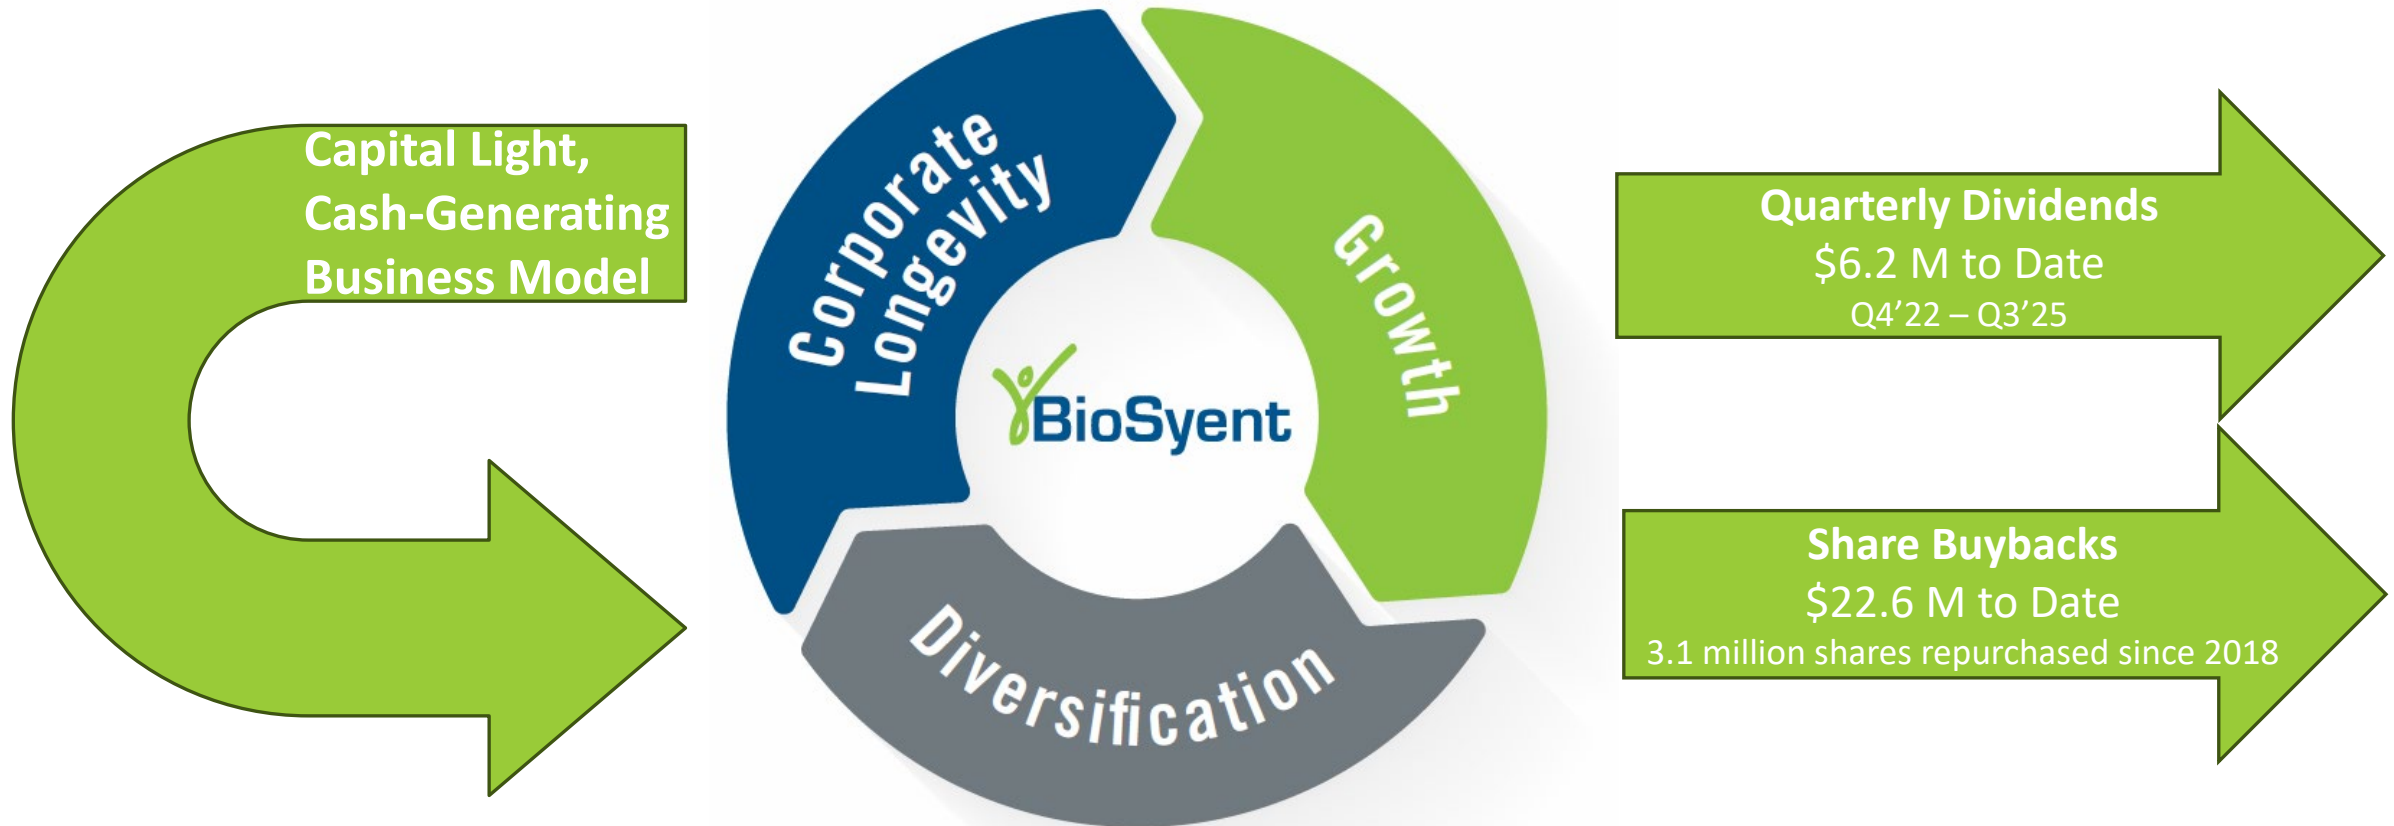 Capital Light,
Cash-Generating
Business Model
Corporate
Longevity
Growth
BioSyent
Diversification
Quarterly Dividends
$6.2 M to Date
Q4’22 – Q3’25
Share Buybacks
$22.6 M to Date
3.1 million shares repurchased since 2018